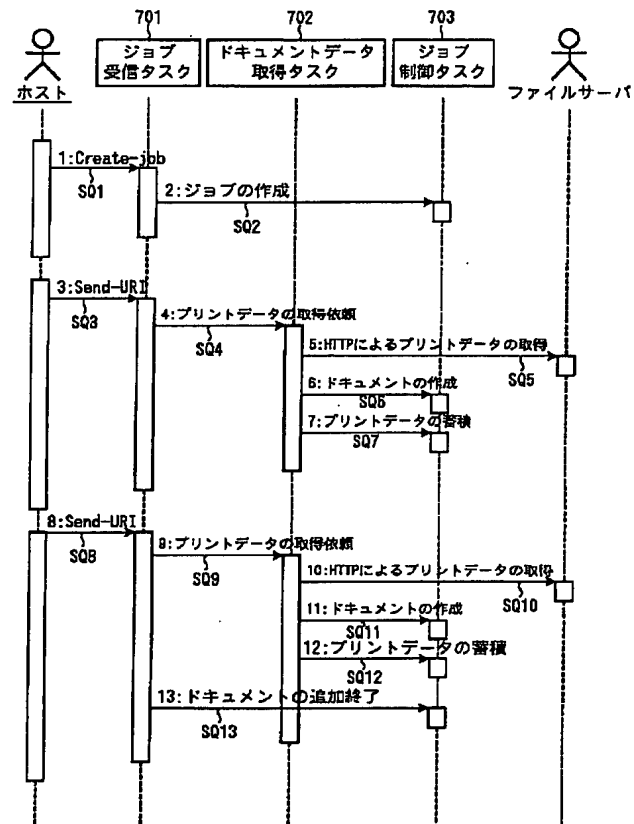 701
702
703
ジョブ
受信タスク
ドキュメントデータ
取得タスク
ジョブ
制御タスク
ホスト
ファイルサーバ
1:Create-job
SQ1
2:ジョブの作成
SQ2
3:Send-URI
SQ3
4:プリントデータの取得依頼
SQ4
5:HTTPによるプリントデータの取得
SQ5
6:ドキュメントの作成
SQ6
7:プリントデータの蓄積
SQ7
8:Send-URI
SQ8
9:プリントデータの取得依頼
SQ9
10:HTTPによるプリントデータの取得
SQ10
11:ドキュメントの作成
SQ11
12:プリントデータの蓄積
SQ12
13:ドキュメントの追加終了
SQ13